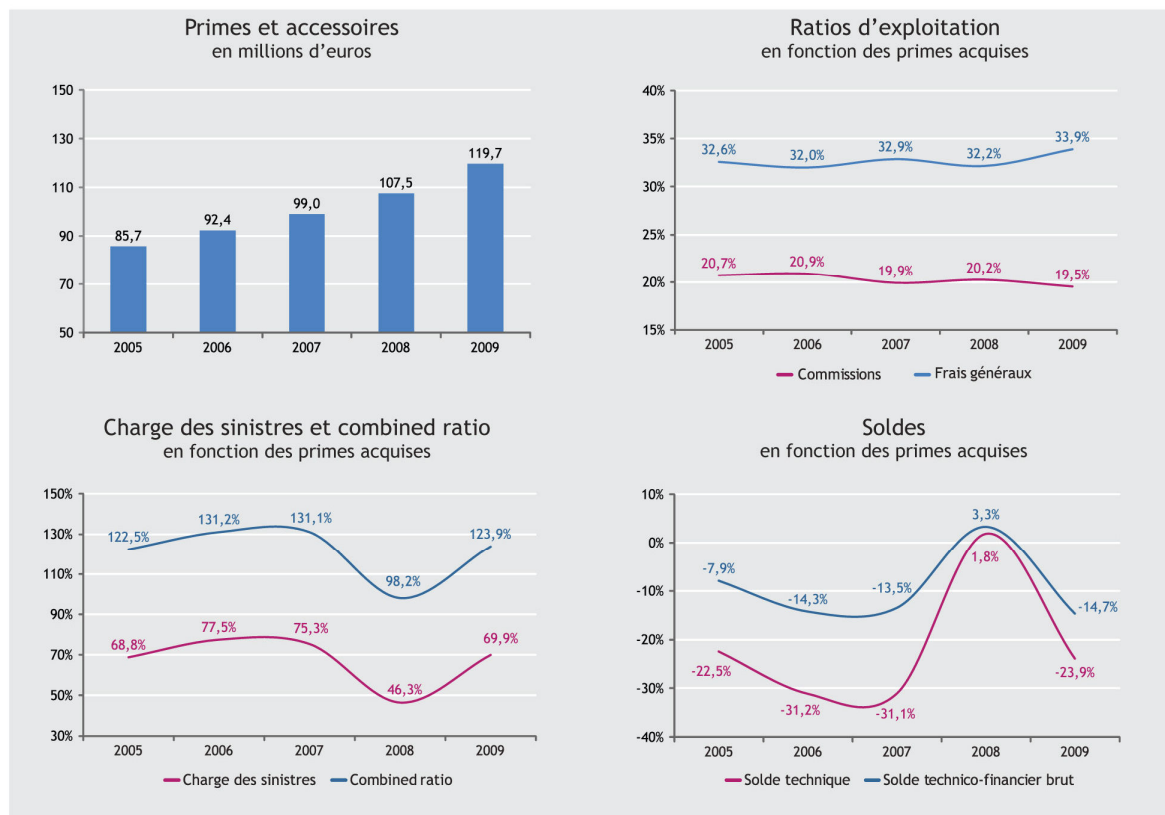 Primes et accessoires
en millions d’euros
150
130
110
90
70
50
85,7
92,4
99,0
107,5
119,7
2005 2006 2007 2008 2009
Ratios d’exploitation
en fonction des primes acquises
40%
35%
30%
25%
20%
15%
32,6% 32,0% 32,9% 32,2% 33,9%
20,7% 20,9% 19,9% 20,2% 19,5%
2005 2006 2007 2008 2009
Commissions Frais généraux
Charge des sinistres et combined ratio
en fonction des primes acquises
150%
130%
110%
90%
70%
50%
30%
122,5% 131,2% 131,1% 98,2% 123,9%
68,8% 77,5% 75,3% 46,3% 69,9%
2005 2006 2007 2008 2009
Charge des sinistres Combined ratio
Soldes
en fonction des primes acquises
10%
0%
-10%
-20%
-30%
-40%
-7,9% -14,3% -13,5% 3,3% -14,7%
-22,5% -31,2% -31,1% 1,8% -23,9%
2005 2006 2007 2008 2009
Solde technique Solde technico-financier brut